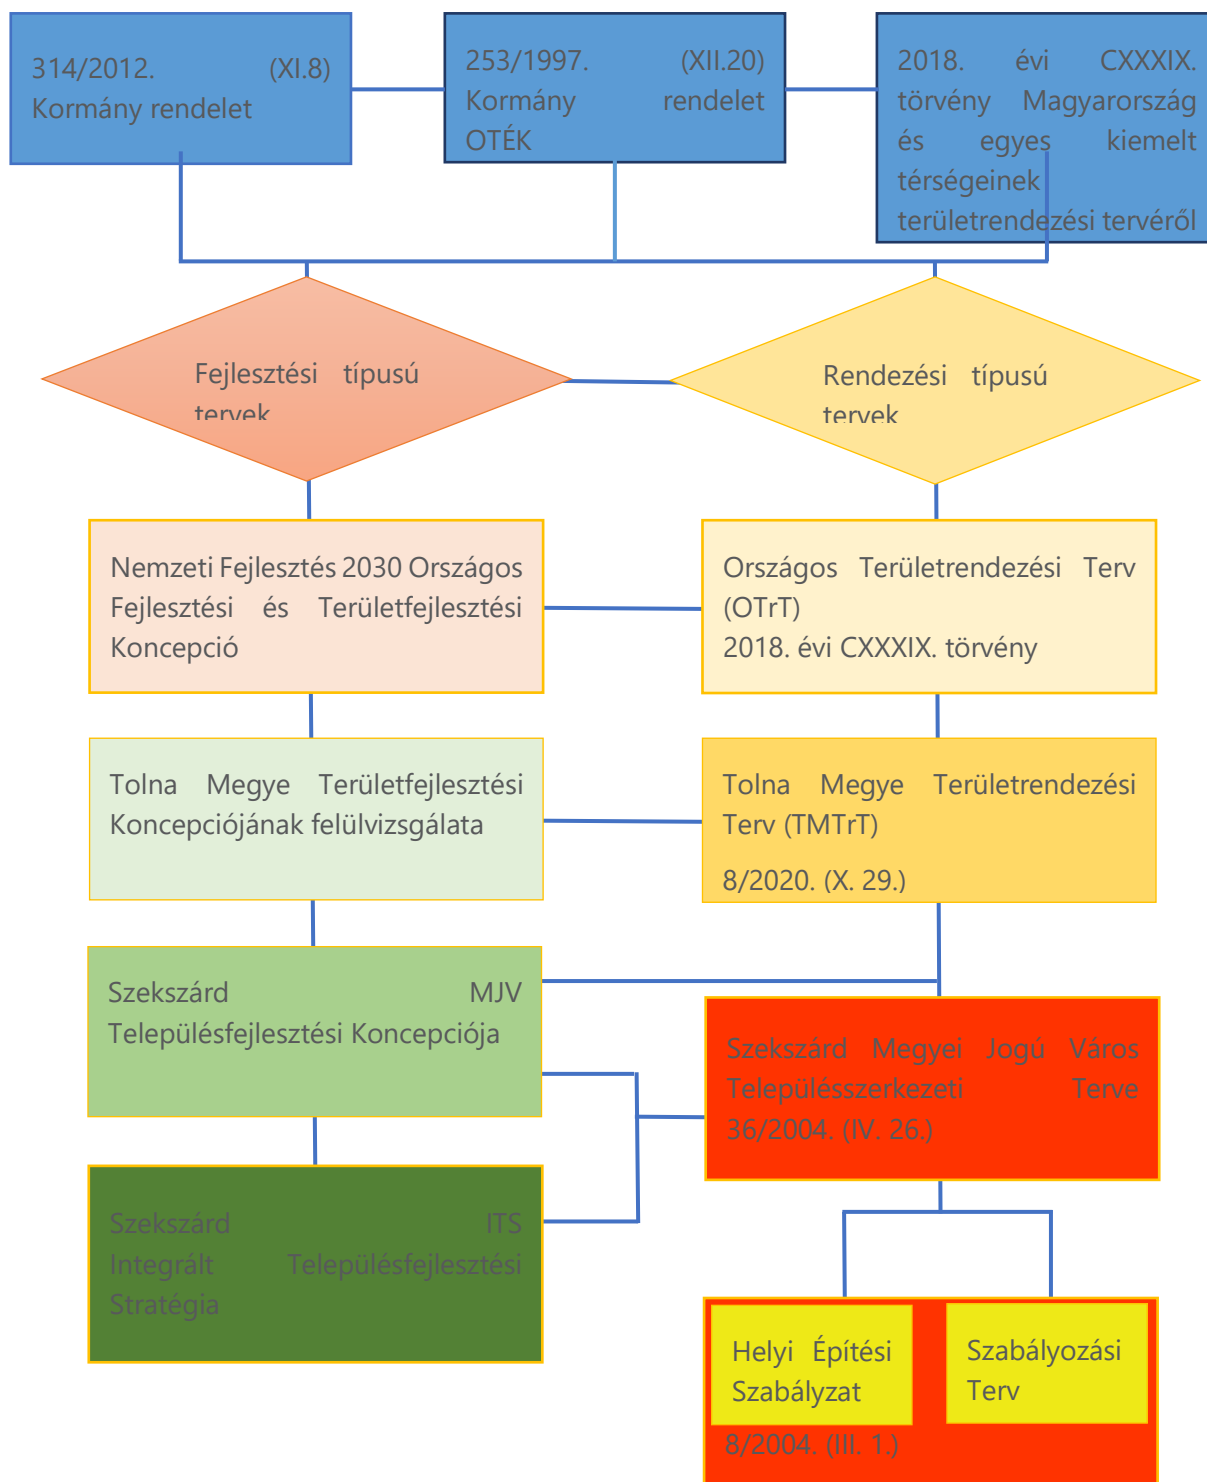 314/2012. (XI.8)
Kormány rendelet
253/1997. (XII.20)
Kormány rendelet
OTÉK
2018. évi CXXXIX.
törvény Magyarország
és egyes kiemelt
térségeinek
területrendezési tervéről
Fejlesztési típusú
tervek
Rendezési típusú
tervek
Nemzeti Fejlesztés 2030 Országos
Fejlesztési és Területfejlesztési
Koncepció
Országos Területrendezési Terv
(OTrT)
2018. évi CXXXIX. törvény
Tolna Megye Területfejlesztési
Koncepciójának felülvizsgálata
Tolna Megye Területrendezési
Terv (TMTrT)
8/2020. (X. 29.)
Szekszárd MJV
Településfejlesztési Koncepciója
Szekszárd Megyei Jogú Város
Településszerkezeti Terve
36/2004. (IV. 26.)
Szekszárd ITS
Integrált Településfejlesztési
Stratégia
Helyi Építési
Szabályzat
Szabályozási
Terv
8/2004. (III. 1.)